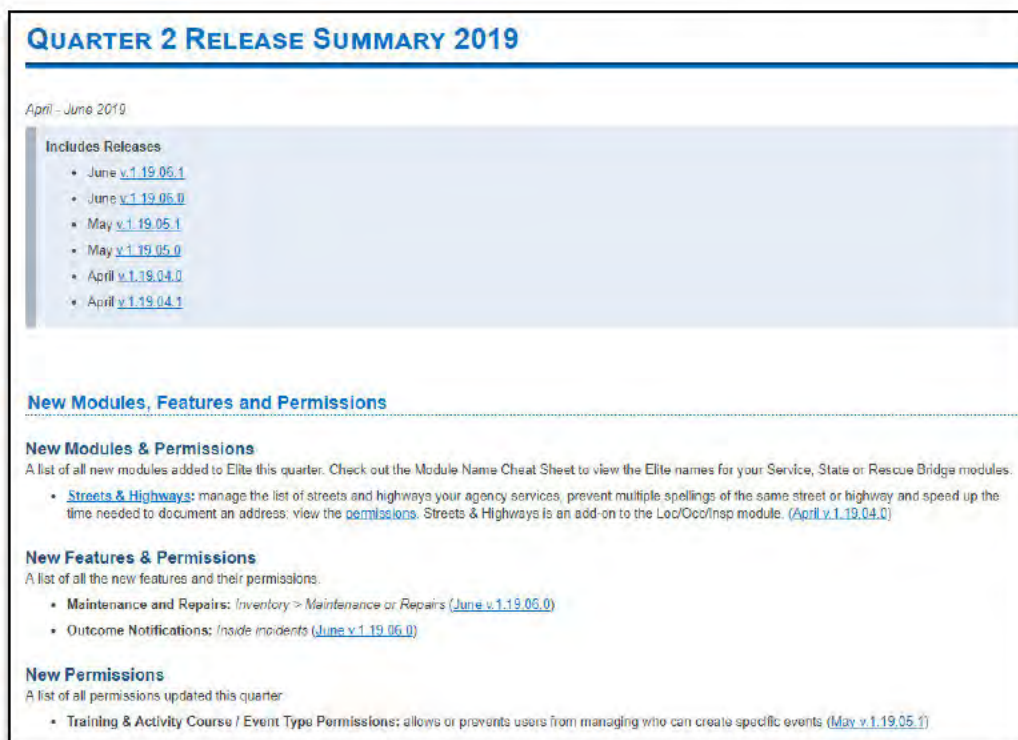 QUARTER 2 RELEASE SUMMARY 2019
April - June 2019
Includes Releases
• June v.1.19.06.1
• June v.1.19.06.0
• May v.1.19.05.1
• May v.1.19.05.0
• April v.1.19.04.0
• April v.1.19.04.1
New Modules, Features and Permissions
New Modules & Permissions
A list of all new modules added to Elite this quarter. Check out the Module Name Cheat Sheet to view the Elite names for your Service, State or Rescue Bridge modules.
• Streets & Highways: manage the list of streets and highways your agency services, prevent multiple spellings of the same street or highway and speed up the
time needed to document an address; view the permissions. Streets & Highways is an add-on to the Loc/Occ/Insp module. (April v.1.19.04.0)
New Features & Permissions
A list of all the new features and their permissions.
• Maintenance and Repairs: Inventory > Maintenance or Repairs (June v.1.19.06.0)
• Outcome Notifications: Inside incidents (June v.1.19.06.0)
New Permissions
A list of all permissions updated this quarter
• Training & Activity Course / Event Type Permissions: allows or prevents users from managing who can create specific events (May v.1.19.05.1)